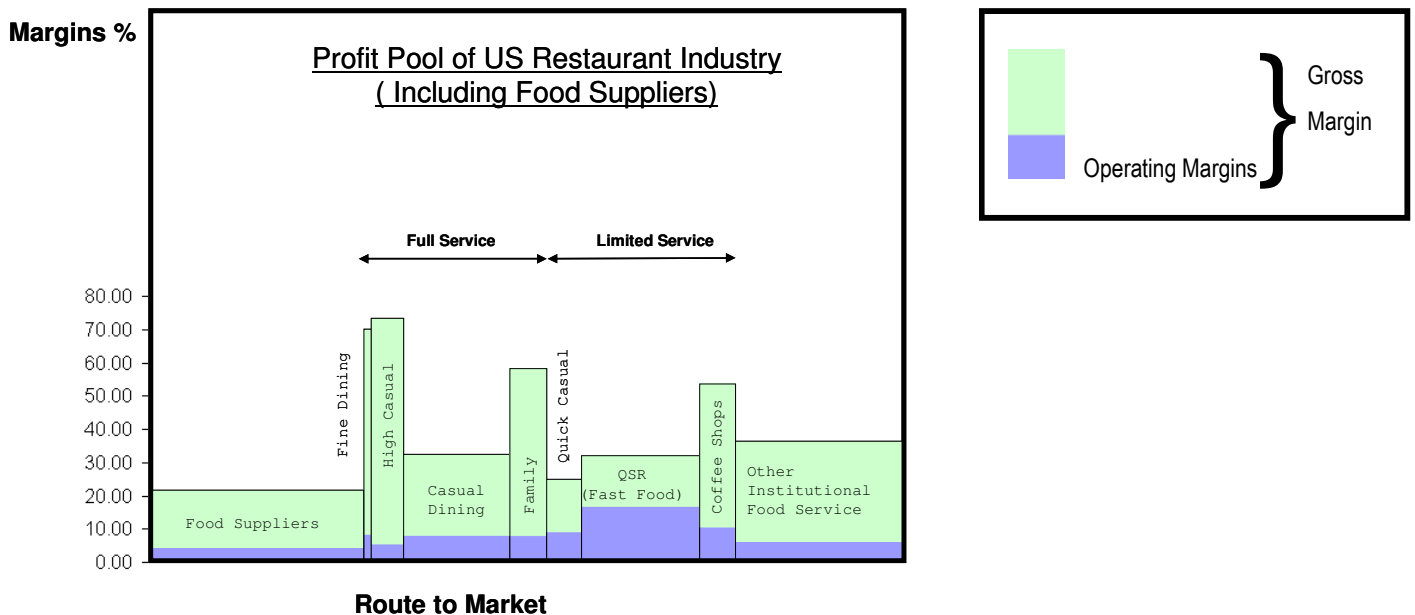 Margins %
Profit Pool of US Restaurant Industry
( Including Food Suppliers)
Gross
Margin
Operating Margins
Full Service
Limited Service
80.00
70.00
60.00
50.00
40.00
30.00
20.00
10.00
0.00
Food Suppliers
Fine Dining
High Casual
Casual
Dining
Family
Quick Casual
QSR
(Fast Food)
Coffee Shops
Other
Institutional
Food Service
Route to Market